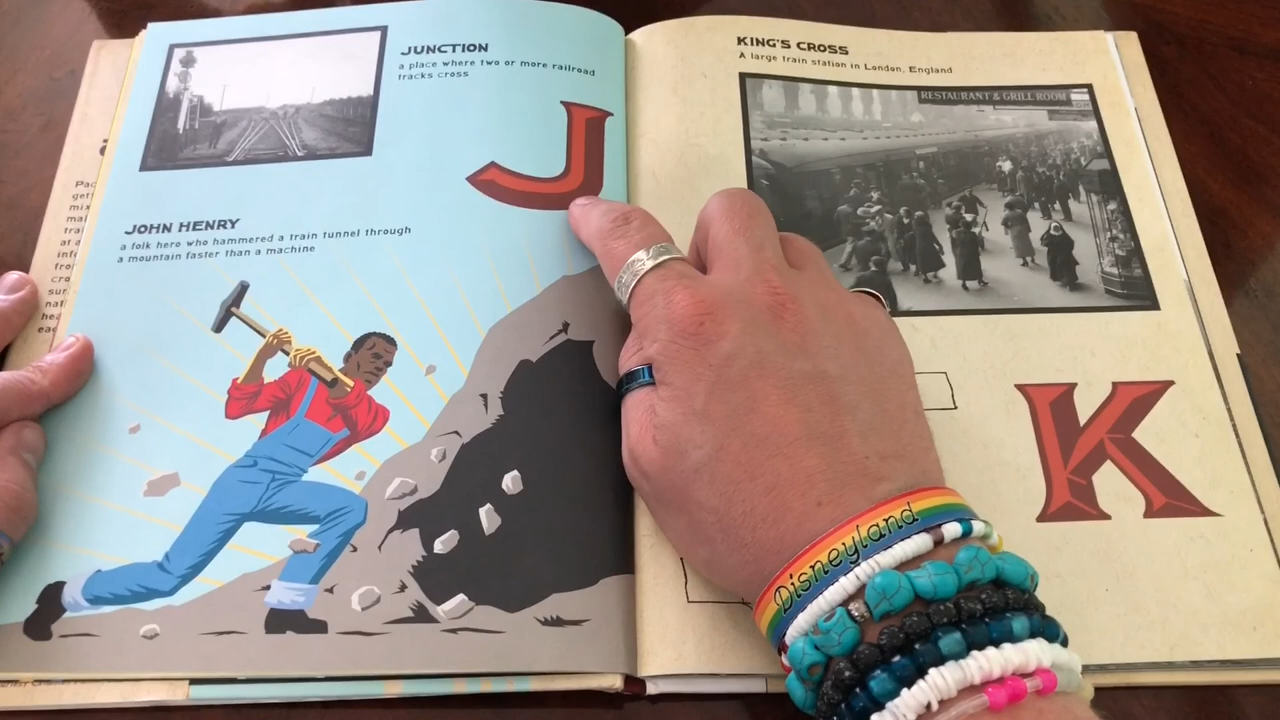 JUNCTION
a place where two or more railroad
tracks cross
J
JOHN HENRY
a folk hero who hammered a train tunnel through
a mountain faster than a machine
KING'S CROSS
A large train station in London, England
RESTAURANT & GRILL ROOM
K
Disneyland